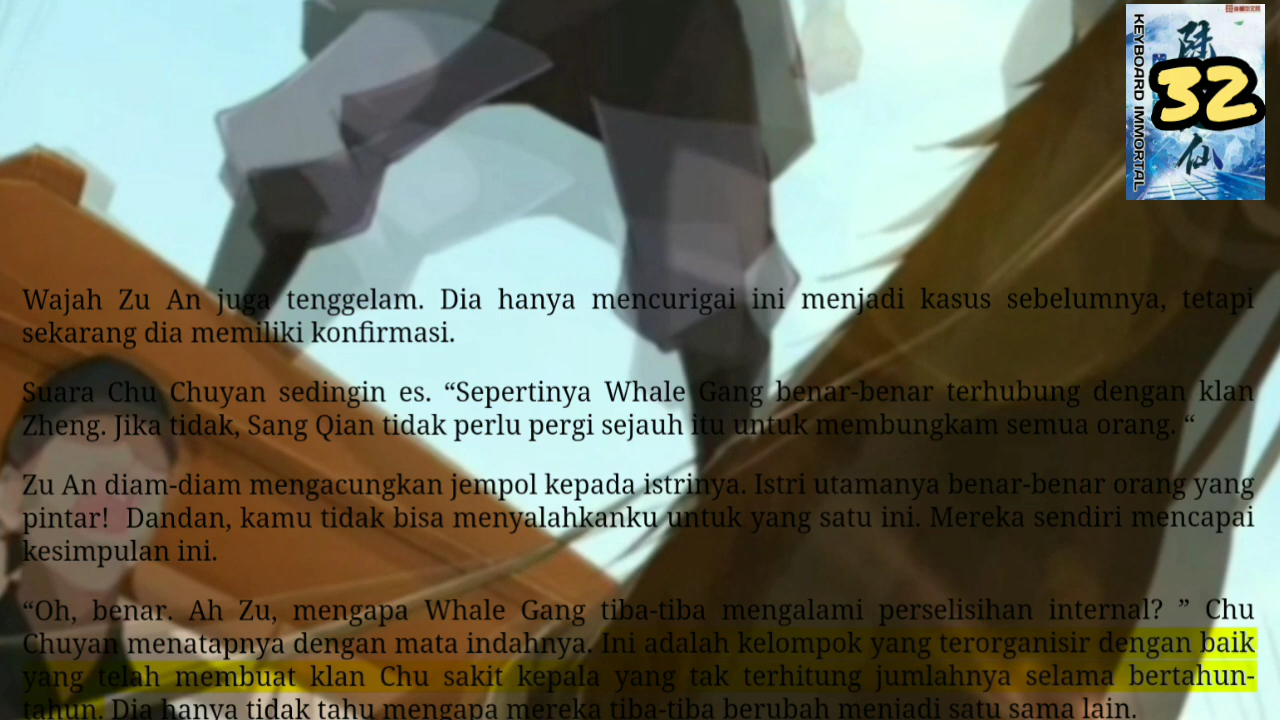 KEYBOARD IMMORTAL
32
仙
Wajah Zu An juga tenggelam. Dia hanya mencurigai ini menjadi kasus sebelumnya, tetapi
sekarang dia memiliki konfirmasi.
Suara Chu Chuyan sedingin es. “Sepertinya Whale Gang benar-benar terhubung dengan klan
Zheng. Jika tidak, Sang Qian tidak perlu pergi sejauh itu untuk membungkam semua orang. “
Zu An diam-diam mengacungkan jempol kepada istrinya. Istri utamanya benar-benar orang yang
pintar! Dandan, kamu tidak bisa menyalahkanku untuk yang satu ini. Mereka sendiri mencapai
kesimpulan ini.
“Oh, benar. Ah Zu, mengapa Whale Gang tiba-tiba mengalami perselisihan internal? ” Chu
Chuyan menatapnya dengan mata indahnya. Ini adalah kelompok yang terorganisir dengan baik
yang telah membuat klan Chu sakit kepala yang tak terhitung jumlahnya selama bertahun-
tahun. Dia hanya tidak tahu mengapa mereka tiba-tiba berubah menjadi satu sama lain.